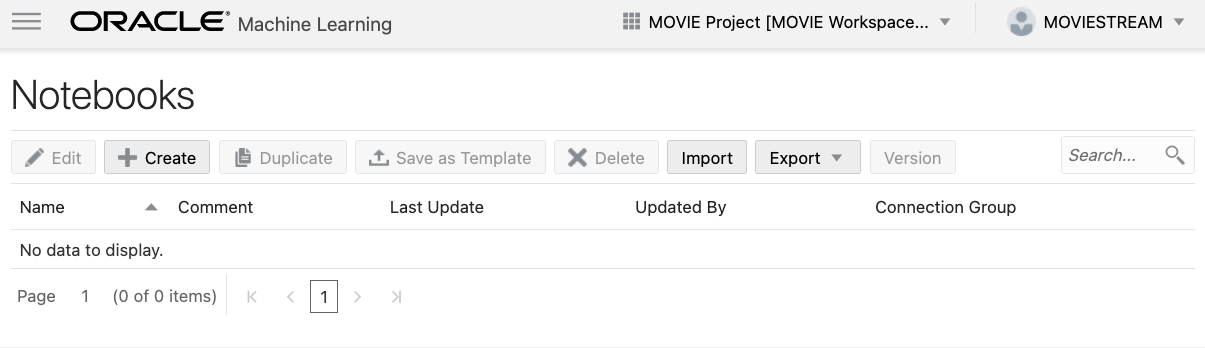 ORACLE® Machine Learning MOVIE Project [MOVIE Workspace... MOVIESTREAM
Notebooks
Edit Create Duplicate Save as Template Delete Import Export Version Search...
Name Comment Last Update Updated By Connection Group
No data to display.
Page 1 (0 of 0 items) 1